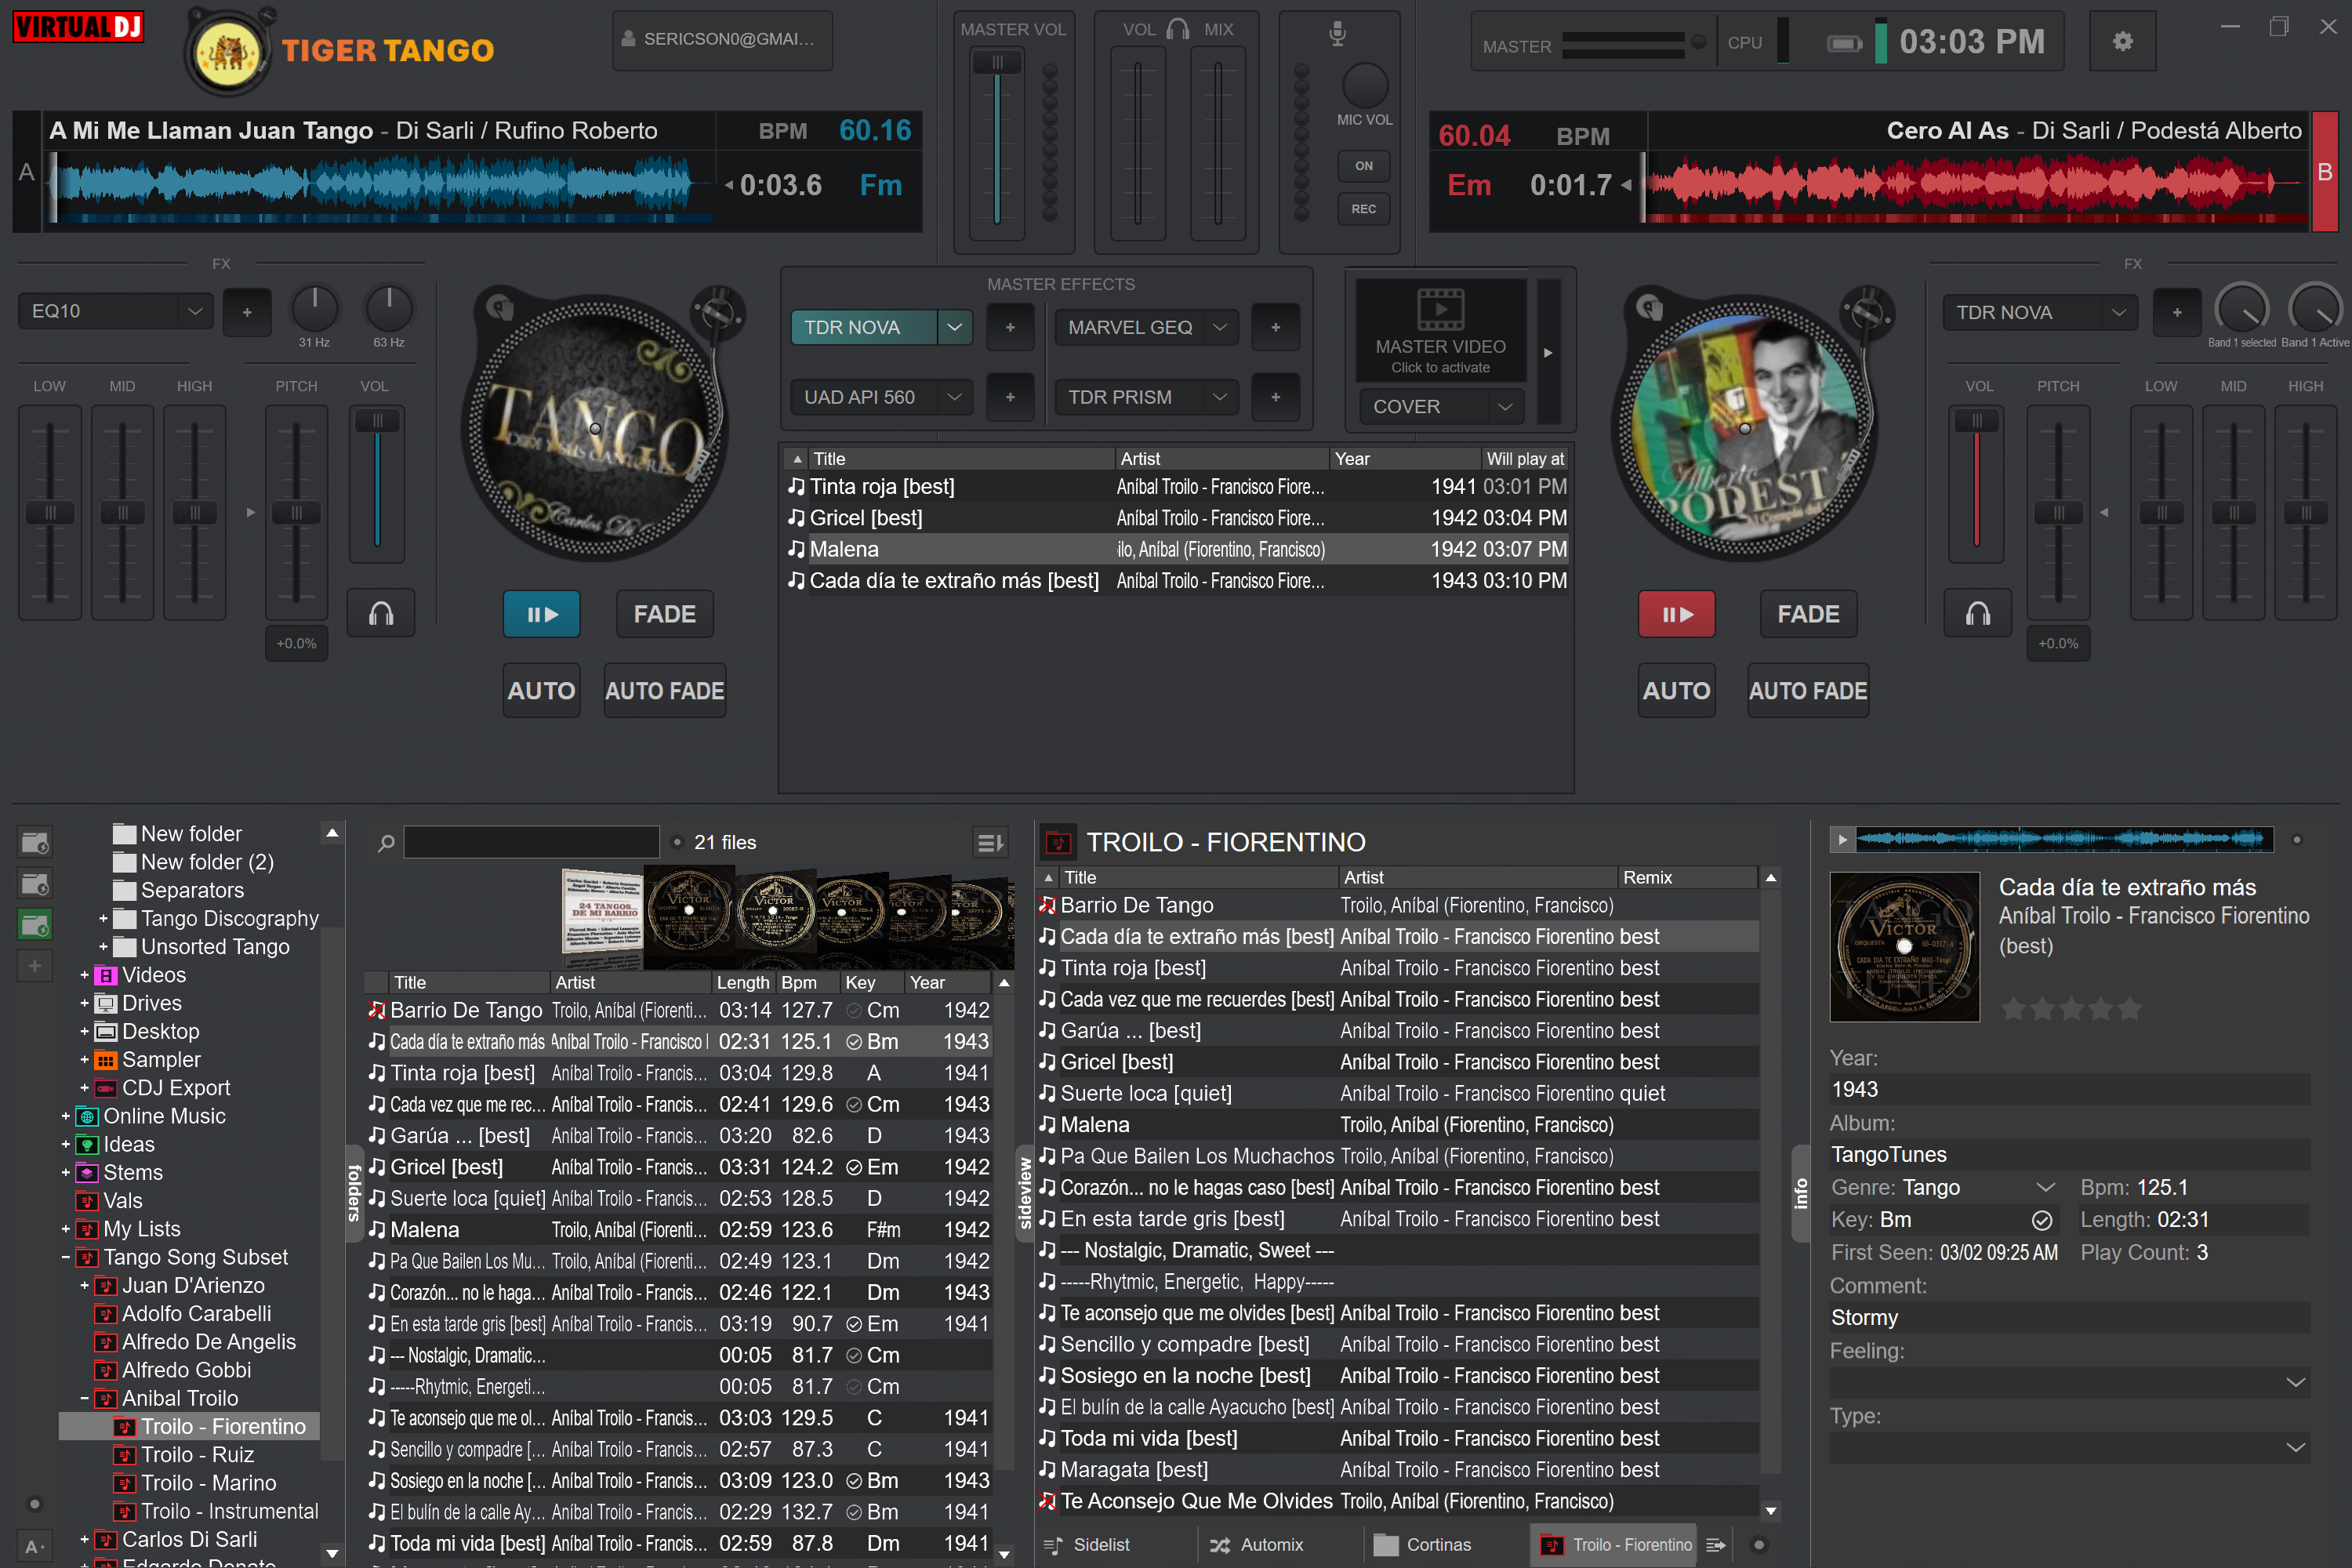 VIRTUAL DJ
TIGER TANGO
SERICSON0@GMAI...
MASTER VOL
VOL
MIX
MIC VOL
ON
REC
MASTER
CPU
03:03 PM
A
A Mi Me Llaman Juan Tango - Di Sarli / Rufino Roberto
BPM 60.16
0:03.6 Fm
60.04 BPM
Cero Al As - Di Sarli / Podestá Alberto
Em 0:01.7
B
FX
EQ10
+
31 Hz
63 Hz
LOW MID HIGH PITCH VOL
+0.0%
TANGO
FADE
AUTO
AUTO FADE
MASTER EFFECTS
TDR NOVA
+
MARVEL GEQ
+
UAD API 560
+
TDR PRISM
+
MASTER VIDEO
Click to activate
COVER
Title Artist Year Will play at
Tinta roja [best] Aníbal Troilo - Francisco Fiore... 1941 03:01 PM
Gricel [best] Aníbal Troilo - Francisco Fiore... 1942 03:04 PM
Malena ilo, Aníbal (Fiorentino, Francisco) 1942 03:07 PM
Cada día te extraño más [best] Aníbal Troilo - Francisco Fiore... 1943 03:10 PM
Alberto
PODESTÁ
FADE
AUTO
AUTO FADE
FX
TDR NOVA
+
Band 1 selected
Band 1 Active
VOL PITCH LOW MID HIGH
+0.0%
New folder
New folder (2)
Separators
+ Tango Discography
+ Unsorted Tango
+ Videos
+ Drives
+ Desktop
+ Sampler
+ CDJ Export
+ Online Music
+ Ideas
+ Stems
Vals
+ My Lists
- Tango Song Subset
+ Juan D'Arienzo
Adolfo Carabelli
Alfredo De Angelis
Alfredo Gobbi
- Anibal Troilo
Troilo - Fiorentino
Troilo - Ruiz
Troilo - Marino
Troilo - Instrumental
+ Carlos Di Sarli
+ Edgardo Donato
folders
21 files
24 TANGOS...
DE MI BARRIO
VICTOR
Title Artist Length Bpm Key Year
Barrio De Tango Troilo, Aníbal (Fiorenti... 03:14 127.7 Cm 1942
Cada día te extraño más Aníbal Troilo - Francisco 02:31 125.1 Bm 1943
Tinta roja [best] Aníbal Troilo - Francis... 03:04 129.8 A 1941
Cada vez que me rec... Aníbal Troilo - Francis... 02:41 129.6 Cm 1943
Garúa ... [best] Aníbal Troilo - Francis... 03:20 82.6 D 1943
Gricel [best] Aníbal Troilo - Francis... 03:31 124.2 Em 1942
Suerte loca [quiet] Aníbal Troilo - Francis... 02:53 128.5 D 1942
Malena Troilo, Aníbal (Fiorenti... 02:59 123.6 F#m 1942
Pa Que Bailen Los Mu... Troilo, Aníbal (Fiorenti... 02:49 123.1 Dm 1942
Corazón... no le haga... Aníbal Troilo - Francis... 02:46 122.1 Dm 1943
En esta tarde gris [best] Aníbal Troilo - Francis... 03:19 90.7 Em 1941
--- Nostalgic, Dramatic... 00:05 81.7 Cm
-----Rhytmic, Energeti... 00:05 81.7 Cm
Te aconsejo que me ol... Aníbal Troilo - Francis... 03:03 129.5 C 1941
Sencillo y compadre [... Aníbal Troilo - Francis... 02:57 87.3 C 1941
Sosiego en la noche [... Aníbal Troilo - Francis... 03:09 123.0 Bm 1943
El bulín de la calle Ay... Aníbal Troilo - Francis... 02:29 132.7 Bm 1941
Toda mi vida [best] Aníbal Troilo - Francis... 02:59 87.8 Dm 1941
sideview
TROILO - FIORENTINO
Title Artist Remix
Barrio De Tango Troilo, Aníbal (Fiorentino, Francisco)
Cada día te extraño más [best] Aníbal Troilo - Francisco Fiorentino best
Tinta roja [best] Aníbal Troilo - Francisco Fiorentino best
Cada vez que me recuerdes [best] Aníbal Troilo - Francisco Fiorentino best
Garúa ... [best] Aníbal Troilo - Francisco Fiorentino best
Gricel [best] Aníbal Troilo - Francisco Fiorentino best
Suerte loca [quiet] Aníbal Troilo - Francisco Fiorentino quiet
Malena Troilo, Aníbal (Fiorentino, Francisco)
Pa Que Bailen Los Muchachos Troilo, Aníbal (Fiorentino, Francisco)
Corazón... no le hagas caso [best] Aníbal Troilo - Francisco Fiorentino best
En esta tarde gris [best] Aníbal Troilo - Francisco Fiorentino best
--- Nostalgic, Dramatic, Sweet ---
-----Rhytmic, Energetic, Happy-----
Te aconsejo que me olvides [best] Aníbal Troilo - Francisco Fiorentino best
Sencillo y compadre [best] Aníbal Troilo - Francisco Fiorentino best
Sosiego en la noche [best] Aníbal Troilo - Francisco Fiorentino best
El bulín de la calle Ayacucho [best] Aníbal Troilo - Francisco Fiorentino best
Toda mi vida [best] Aníbal Troilo - Francisco Fiorentino best
Maragata [best] Aníbal Troilo - Francisco Fiorentino best
Te Aconsejo Que Me Olvides Troilo, Aníbal (Fiorentino, Francisco)
Sidelist
Automix
Cortinas
Troilo - Fiorentino
info
VICTOR
Cada día te extraño más
Aníbal Troilo - Francisco Fiorentino
(best)
Year:
1943
Album:
TangoTunes
Genre: Tango Bpm: 125.1
Key: Bm Length: 02:31
First Seen: 03/02 09:25 AM Play Count: 3
Comment:
Stormy
Feeling:
Type: